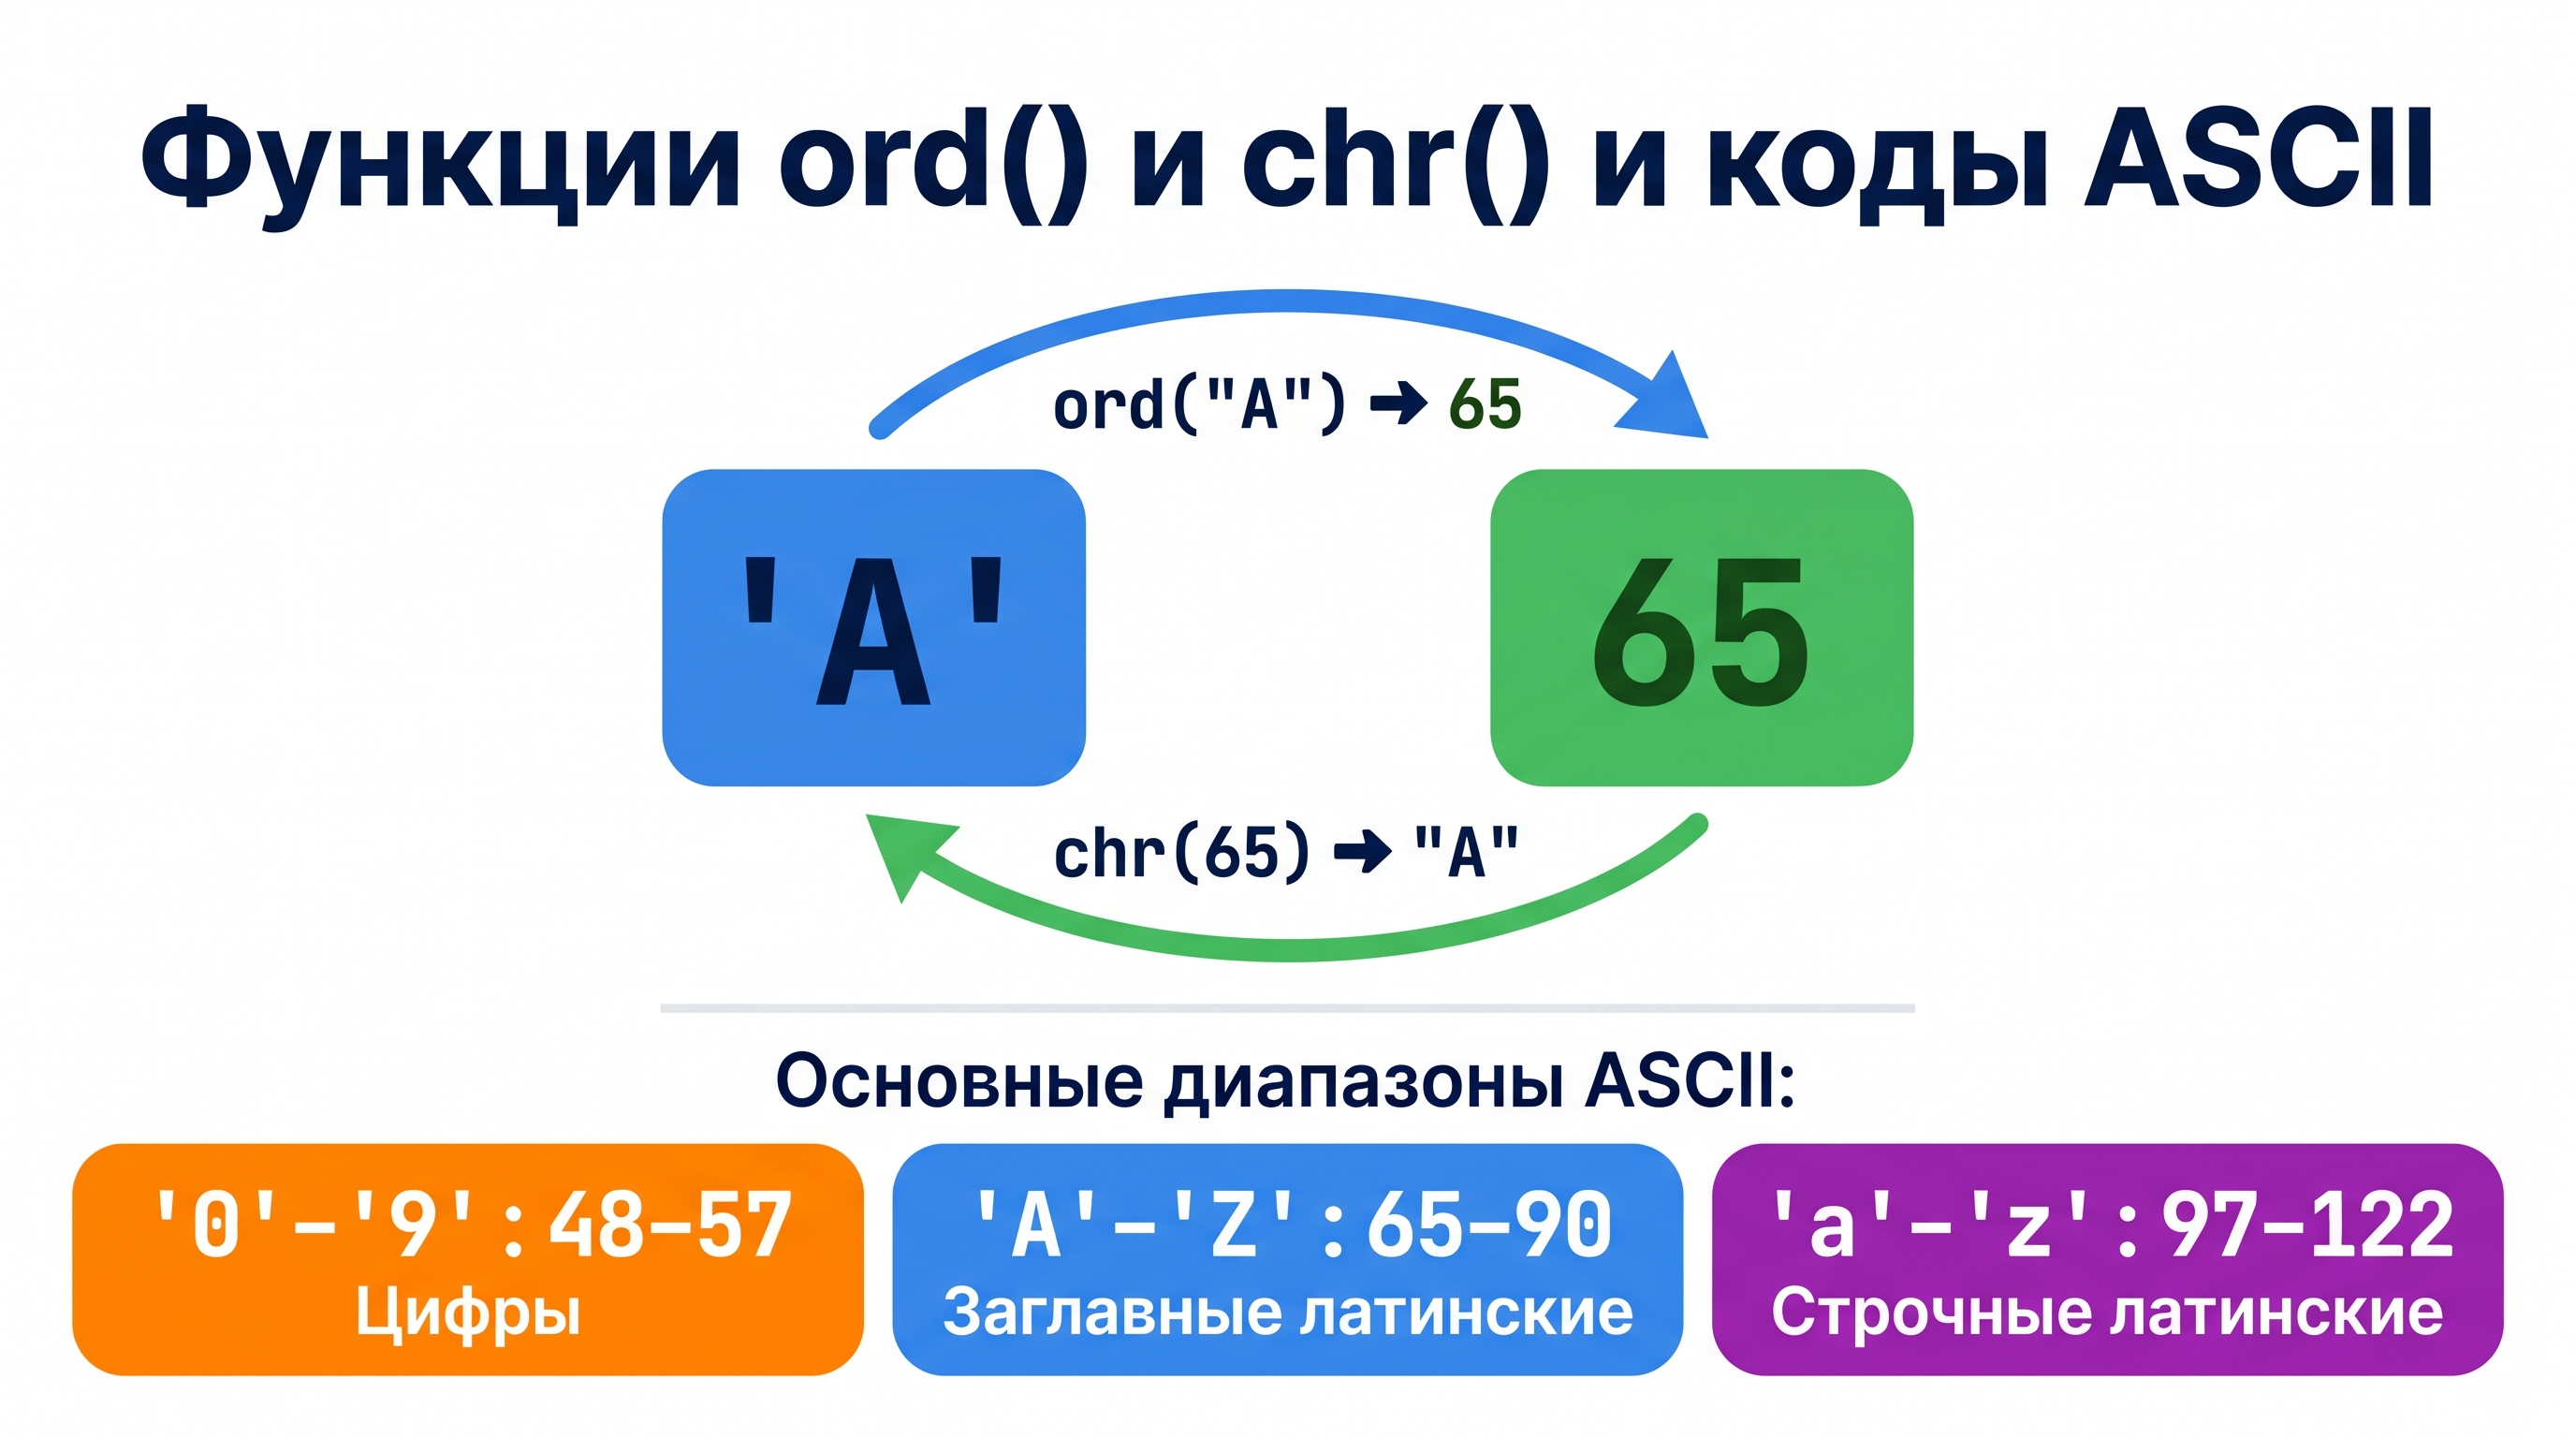 Функции ord() и chr() и коды ASCII
ord("A") → 65
'A'
65
chr(65) → "A"
Основные диапазоны ASCII:
'0'–'9':48–57
Цифры
'A'–'Z':65–90
Заглавные латинские
'a'–'z':97–122
Строчные латинские